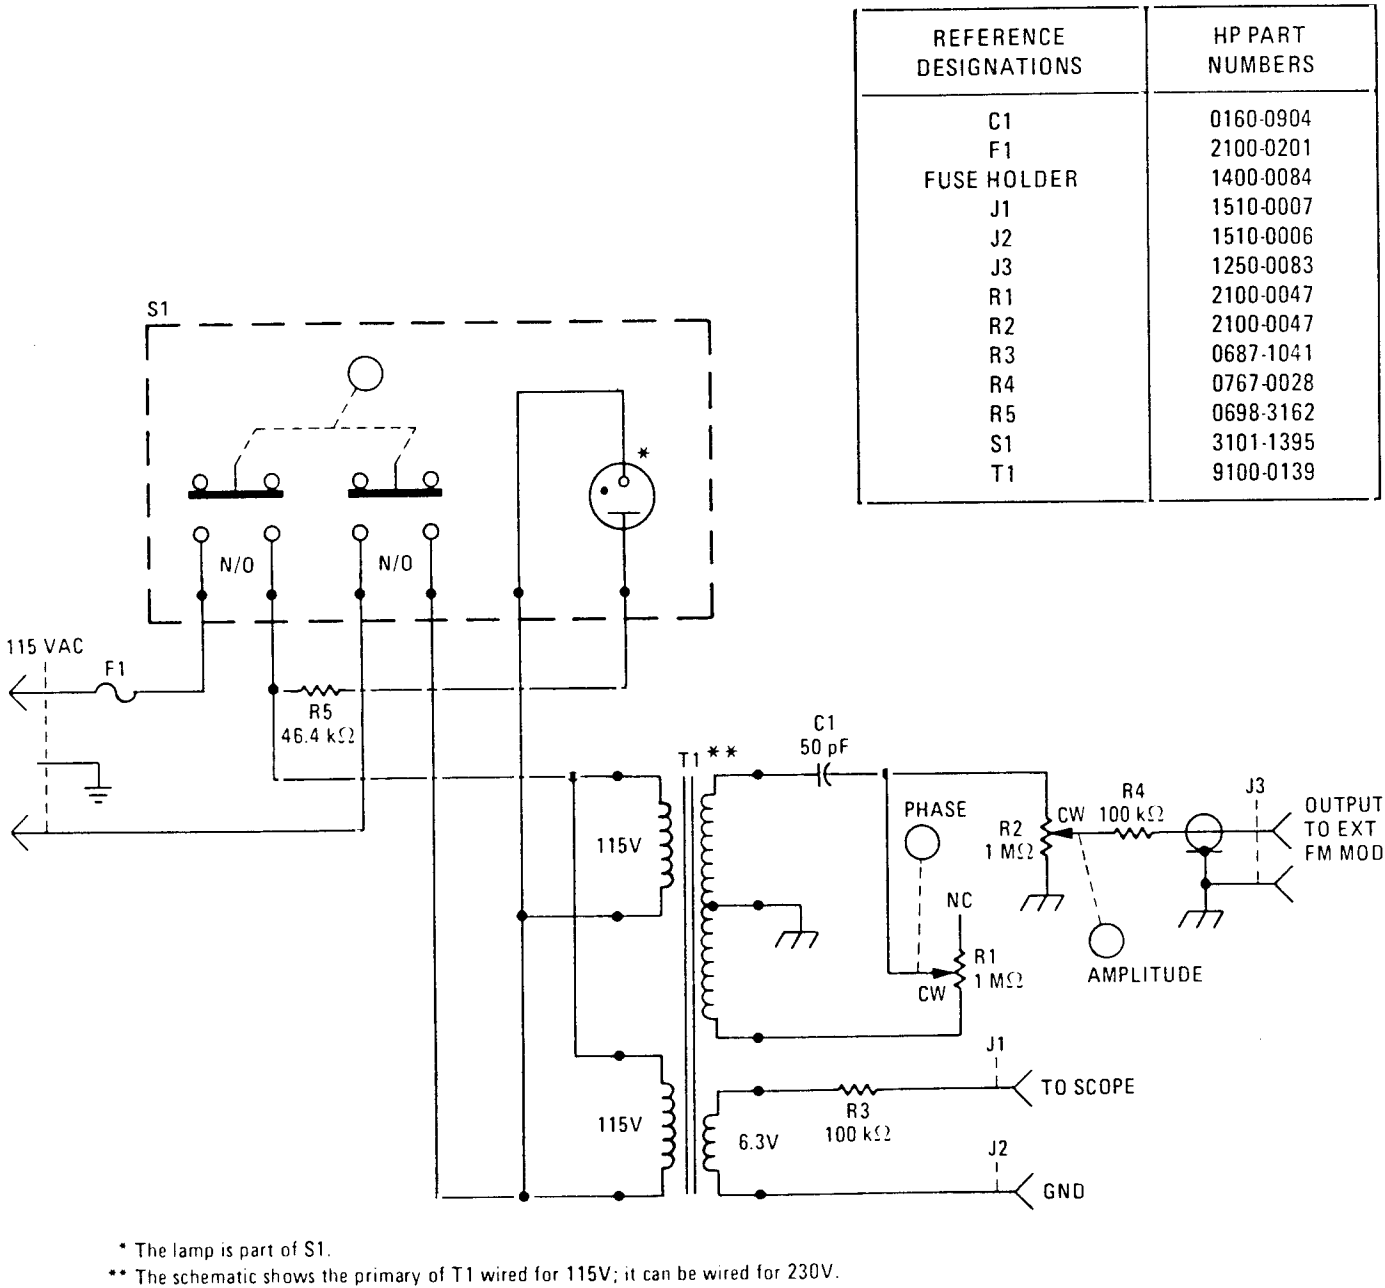 REFERENCE DESIGNATIONS | HP PART NUMBERS
C1 0160-0904
F1 2100-0201
FUSE HOLDER 1400-0084
J1 1510-0007
J2 1510-0006
J3 1250-0083
R1 2100-0047
R2 2100-0047
R3 0687-1041
R4 0767-0028
R5 0698-3162
S1 3101-1395
T1 9100-0139
S1
*
N/O
N/O
115 VAC
F1
R5
46.4 kΩ
T1 **
C1
50 pF
PHASE
R2
1 MΩ
CW
R4
100 kΩ
J3
OUTPUT
TO EXT
FM MOD
115V
NC
R1
1 MΩ
CW
AMPLITUDE
J1
TO SCOPE
R3
100 kΩ
115V
6.3V
J2
GND
* The lamp is part of S1.
** The schematic shows the primary of T1 wired for 115V; it can be wired for 230V.